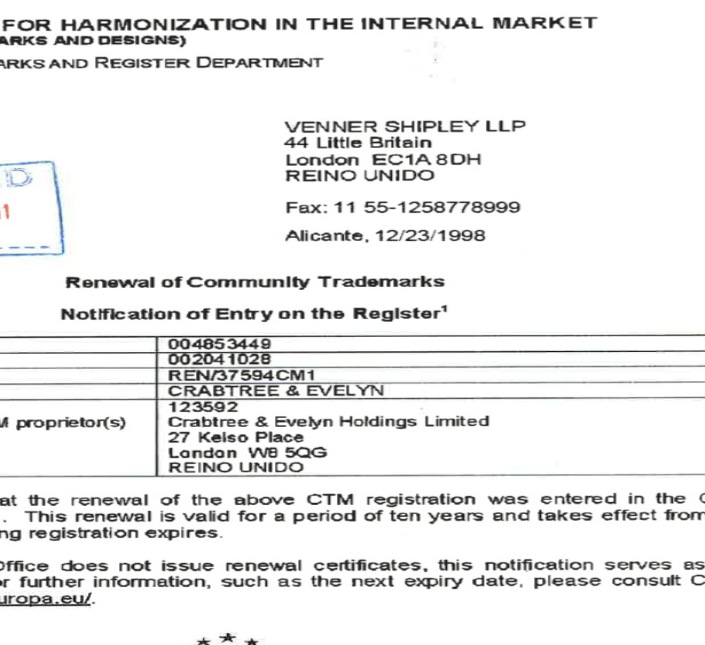 FOR HARMONIZATION IN THE INTERNAL MARKET
ARKS AND DESIGNS)
ARKS AND REGISTER DEPARTMENT
VENNER SHIPLEY LLP
44 Little Britain
London EC1A 8DH
REINO UNIDO
Fax: 11 55-1258778999
Alicante, 12/23/1998
D
1
Renewal of Community Trademarks
Notification of Entry on the Register¹
004853449
002041028
REN/37594CM1
CRABTREE & EVELYN
M proprietor(s)
123592
Crabtree & Evelyn Holdings Limited
27 Kelso Place
London W8 5QG
REINO UNIDO
at the renewal of the above CTM registration was entered in the C
. This renewal is valid for a period of ten years and takes effect from
ng registration expires.
Office does not issue renewal certificates, this notification serves as
or further information, such as the next expiry date, please consult C
uropa.eu/.